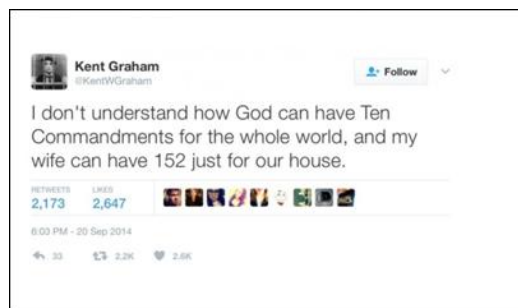 Kent Graham
@KentWGraham
Follow
I don't understand how God can have Ten
Commandments for the whole world, and my
wife can have 152 just for our house.
RETWEETS LIKES
2,173 2,647
6:03 PM - 20 Sep 2014
33 2.2K 2.6K